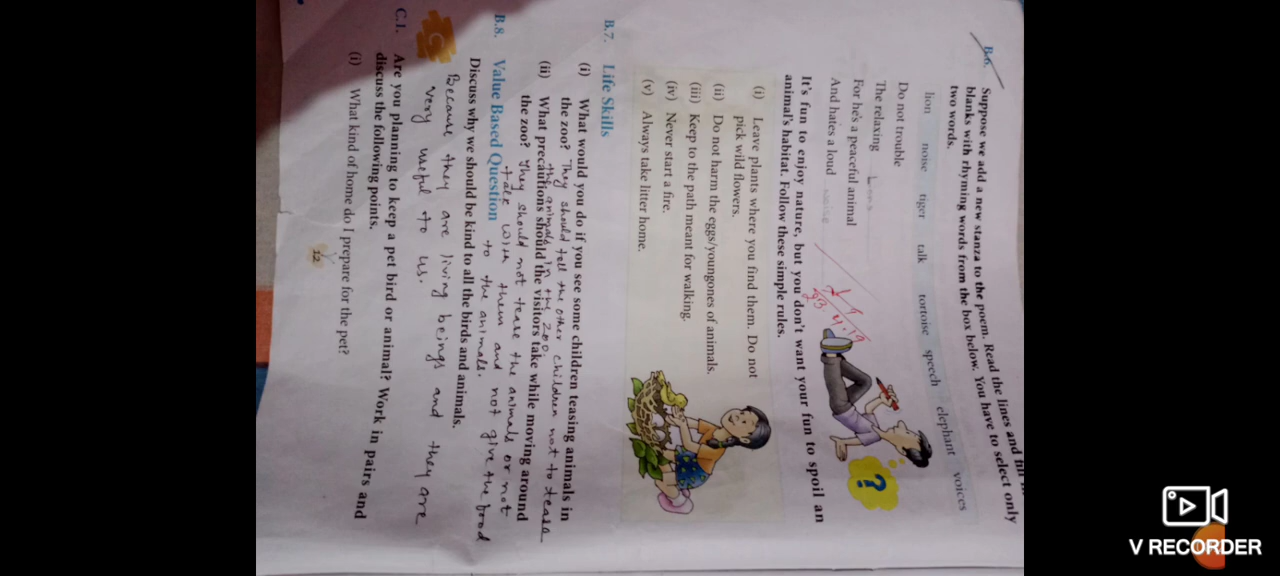 B.6. Suppose we add a new stanza to the poem. Read the lines and fill
blanks with rhyming words from the box below. You have to select only
two words.
lion noise tiger talk tortoise speech elephant voices
Do not trouble
The relaxing
For he's a peaceful animal
And hates a loud noise
It's fun to enjoy nature, but you don't want your fun to spoil an
animal's habitat. Follow these simple rules.
(i) Leave plants where you find them. Do not
pick wild flowers.
(ii) Do not harm the eggs/youngones of animals.
(iii) Keep to the path meant for walking.
(iv) Never start a fire.
(v) Always take litter home.
B.7. Life Skills
(i) What would you do if you see some children teasing animals in
the zoo? They should tell the other children not to tease
the animals in the zoo
(ii) What precautions should the visitors take while moving around
the zoo? They should not tease the animals or not
talk with them and not give the food
to the animals.
B.8. Value Based Question
Discuss why we should be kind to all the birds and animals.
Because they are living beings and they are
very useful to us.
C
C.1. Are you planning to keep a pet bird or animal? Work in pairs and
discuss the following points.
(i) What kind of home do I prepare for the pet?
12
?
V RECORDER